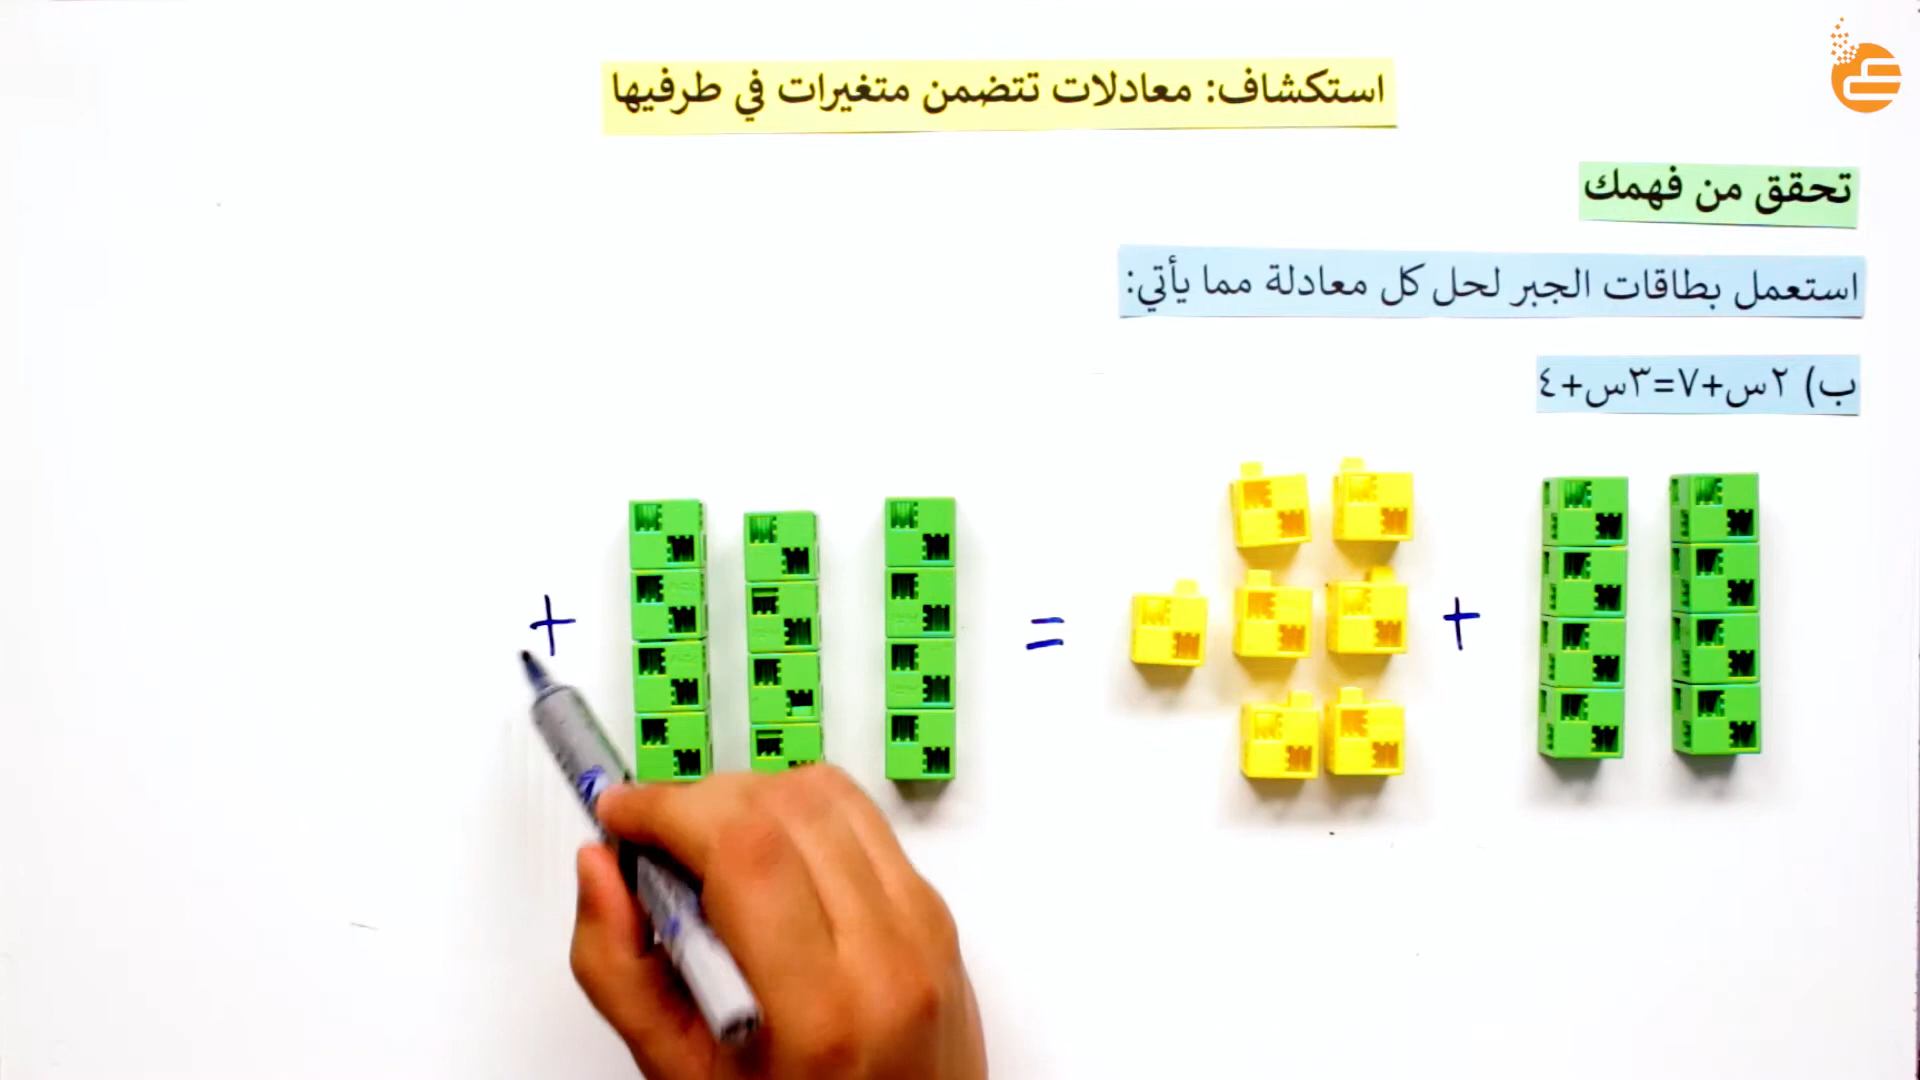 استكشاف: معادلات تتضمن متغيرات في طرفيها
تحقق من فهمك
استعمل بطاقات الجبر لحل كل معادلة مما يأتي:
ب) ٢س+٧=٣س+٤
+ = +